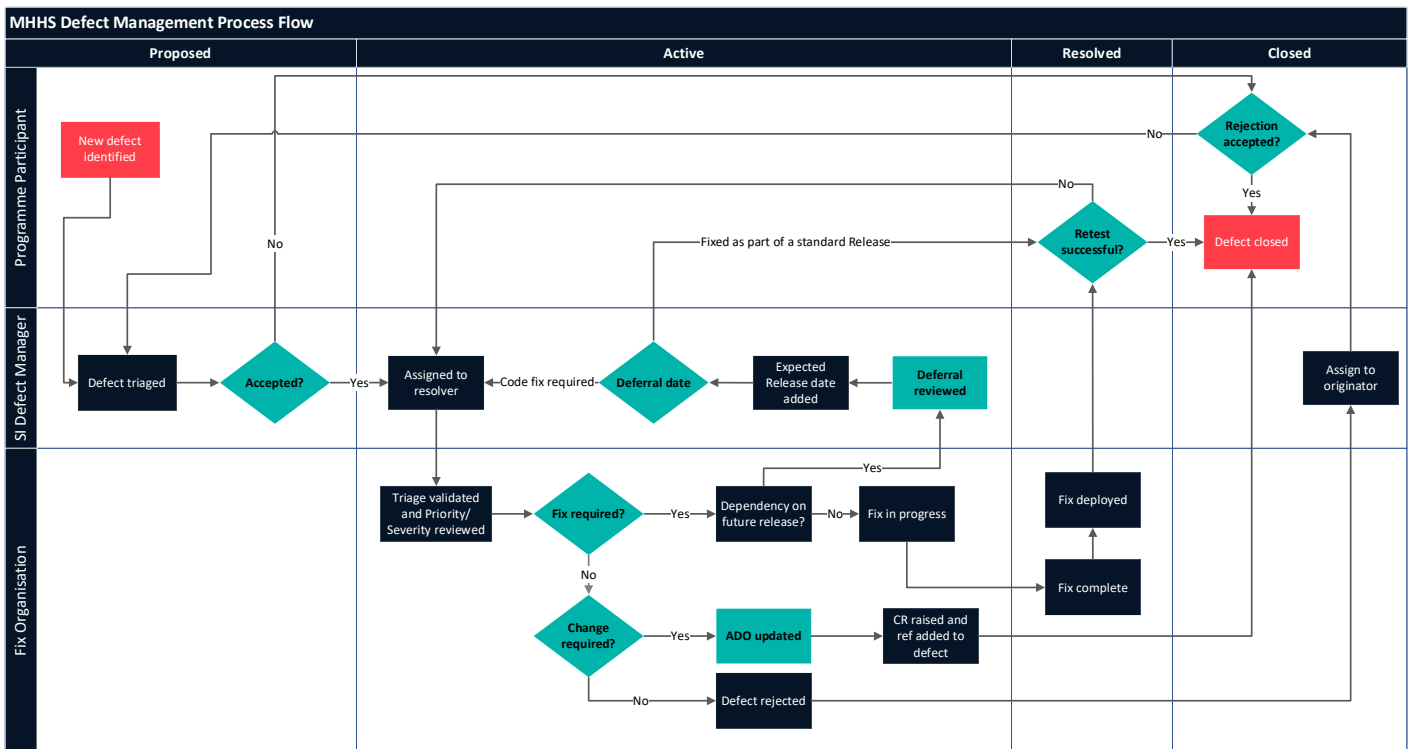 MHHS Defect Management Process Flow
Proposed
Active
Resolved
Closed
Programme Participant
New defect
identified
No
Rejection
accepted?
Yes
No
No
Fixed as part of a standard Release
Retest
successful?
Yes
Defect closed
SI Defect Manager
Defect triaged
Accepted?
Yes
Assigned to
resolver
Code fix required
Deferral date
Expected
Release date
added
Deferral
reviewed
Assign to
originator
Fix Organisation
Yes
Triage validated
and Priority/
Severity reviewed
Fix required?
Yes
Dependency on
future release?
No
Fix in progress
Fix deployed
No
Fix complete
Change
required?
Yes
ADO updated
CR raised and
ref added to
defect
No
Defect rejected